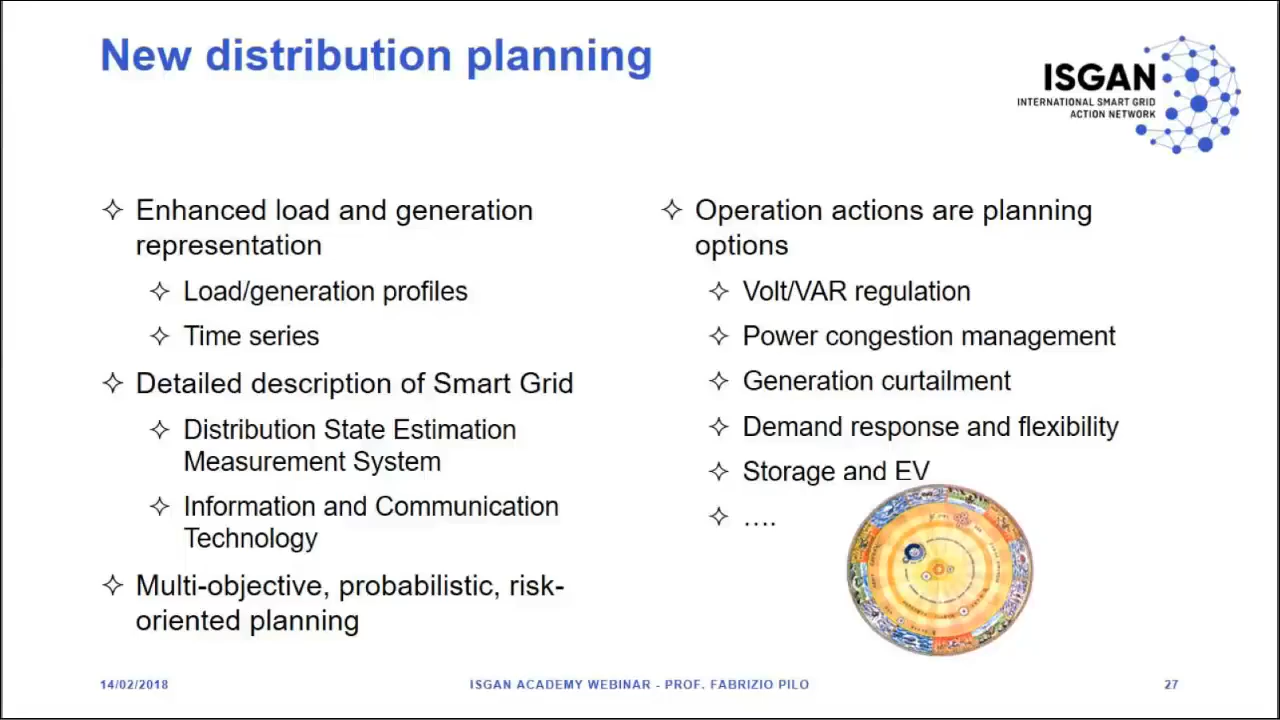 New distribution planning
ISGAN
INTERNATIONAL SMART GRID
ACTION NETWORK
Enhanced load and generation
representation
Load/generation profiles
Time series
Detailed description of Smart Grid
Distribution State Estimation
Measurement System
Information and Communication
Technology
Multi-objective, probabilistic, risk-
oriented planning
Operation actions are planning
options
Volt/VAR regulation
Power congestion management
Generation curtailment
Demand response and flexibility
Storage and EV
….
14/02/2018
ISGAN ACADEMY WEBINAR - PROF. FABRIZIO PILO
27